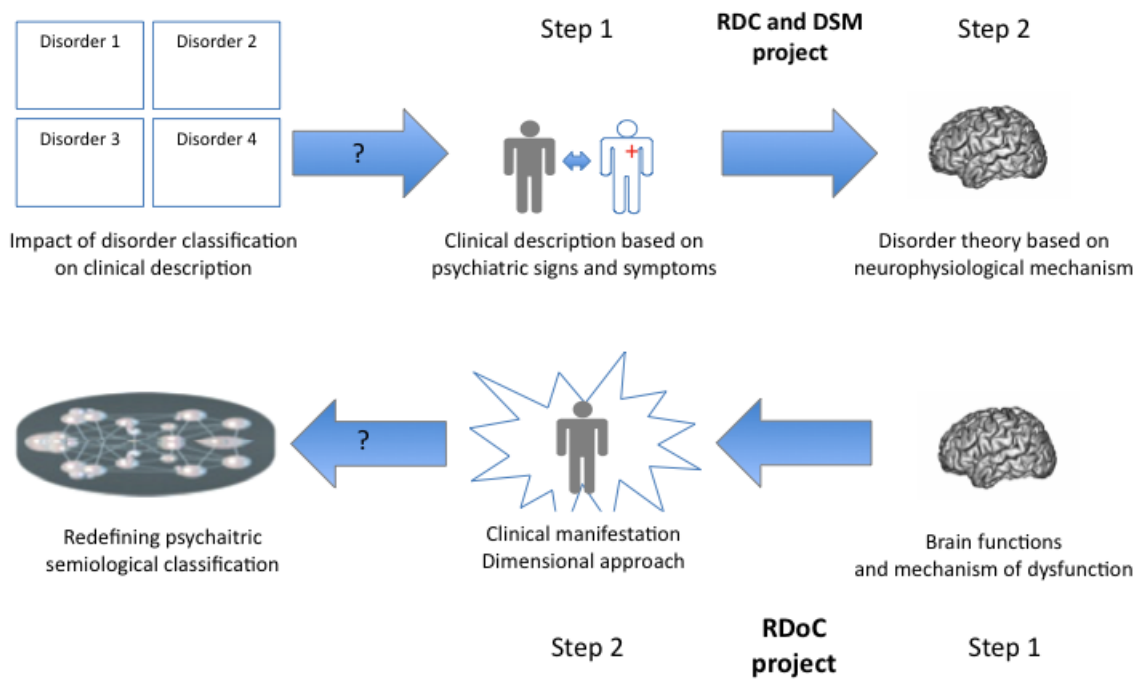 Disorder 1
Disorder 2
Disorder 3
Disorder 4
?
Impact of disorder classification
on clinical description
Step 1
Clinical description based on
psychiatric signs and symptoms
RDC and DSM
project
Step 2
Disorder theory based on
neurophysiological mechanism
?
Redefining psychaitric
semiological classification
Clinical manifestation
Dimensional approach
Brain functions
and mechanism of dysfunction
Step 2
RDoC
project
Step 1